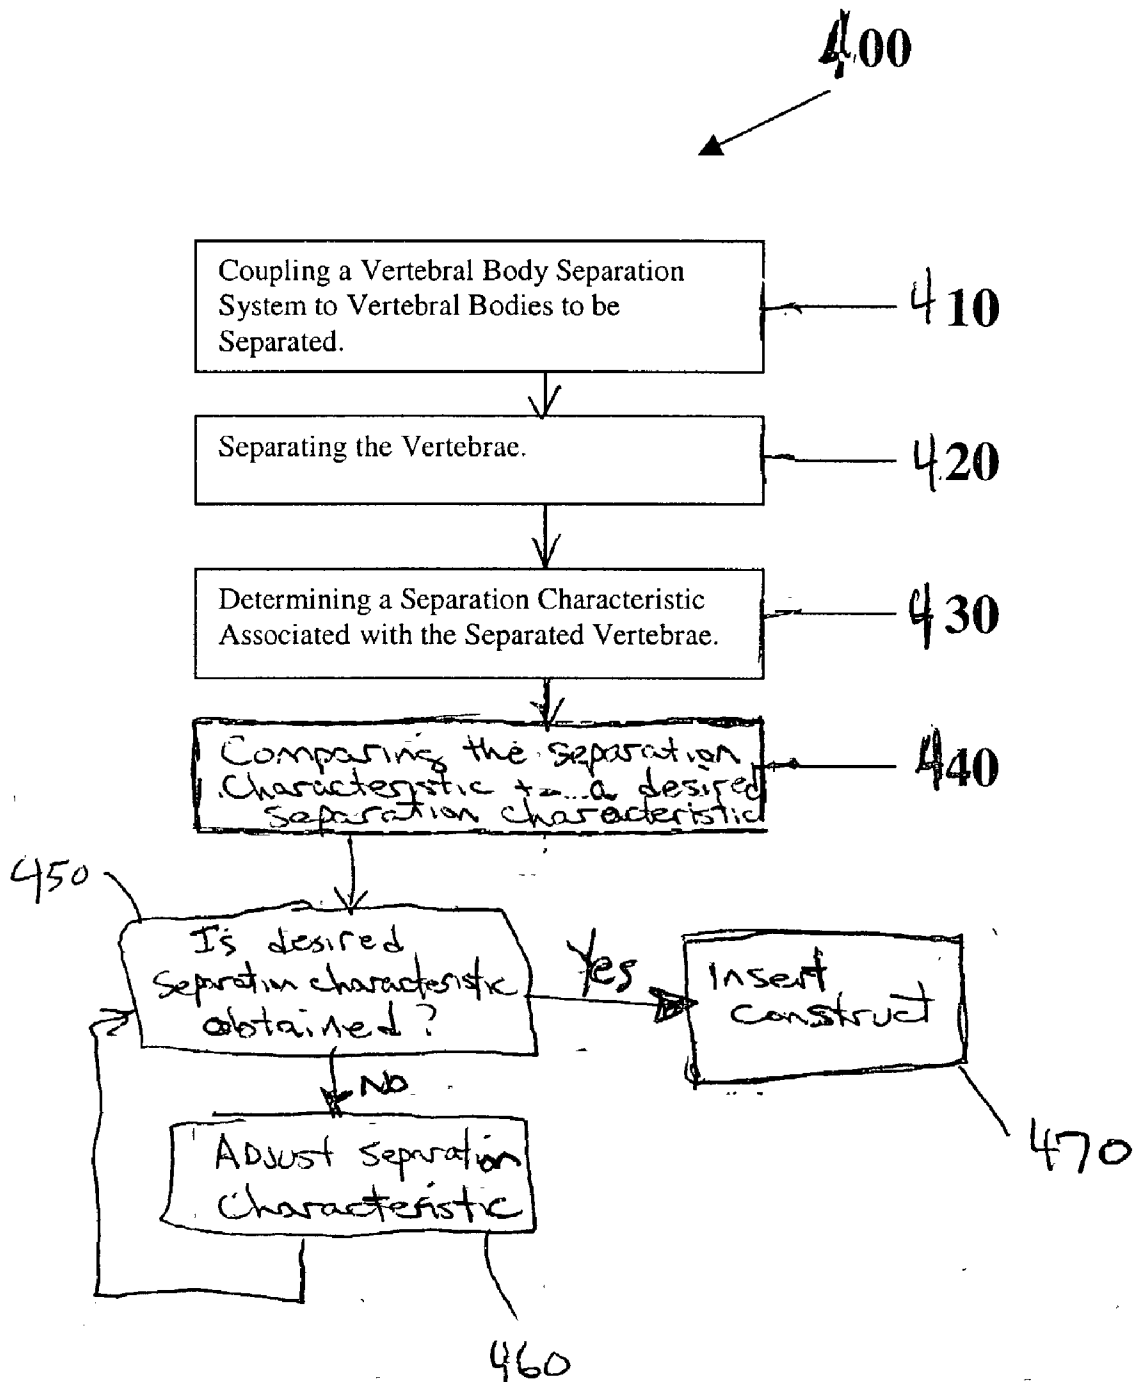 400
Coupling a Vertebral Body Separation
System to Vertebral Bodies to be
Separated.
410
Separating the Vertebrae.
420
Determining a Separation Characteristic
Associated with the Separated Vertebrae.
430
Comparing the separation
Characteristic to a desired
separation characteristic
440
450
Is desired
separation characteristic
obtained?
Yes
insert
construct
470
No
Adjust separation
Characteristic
460